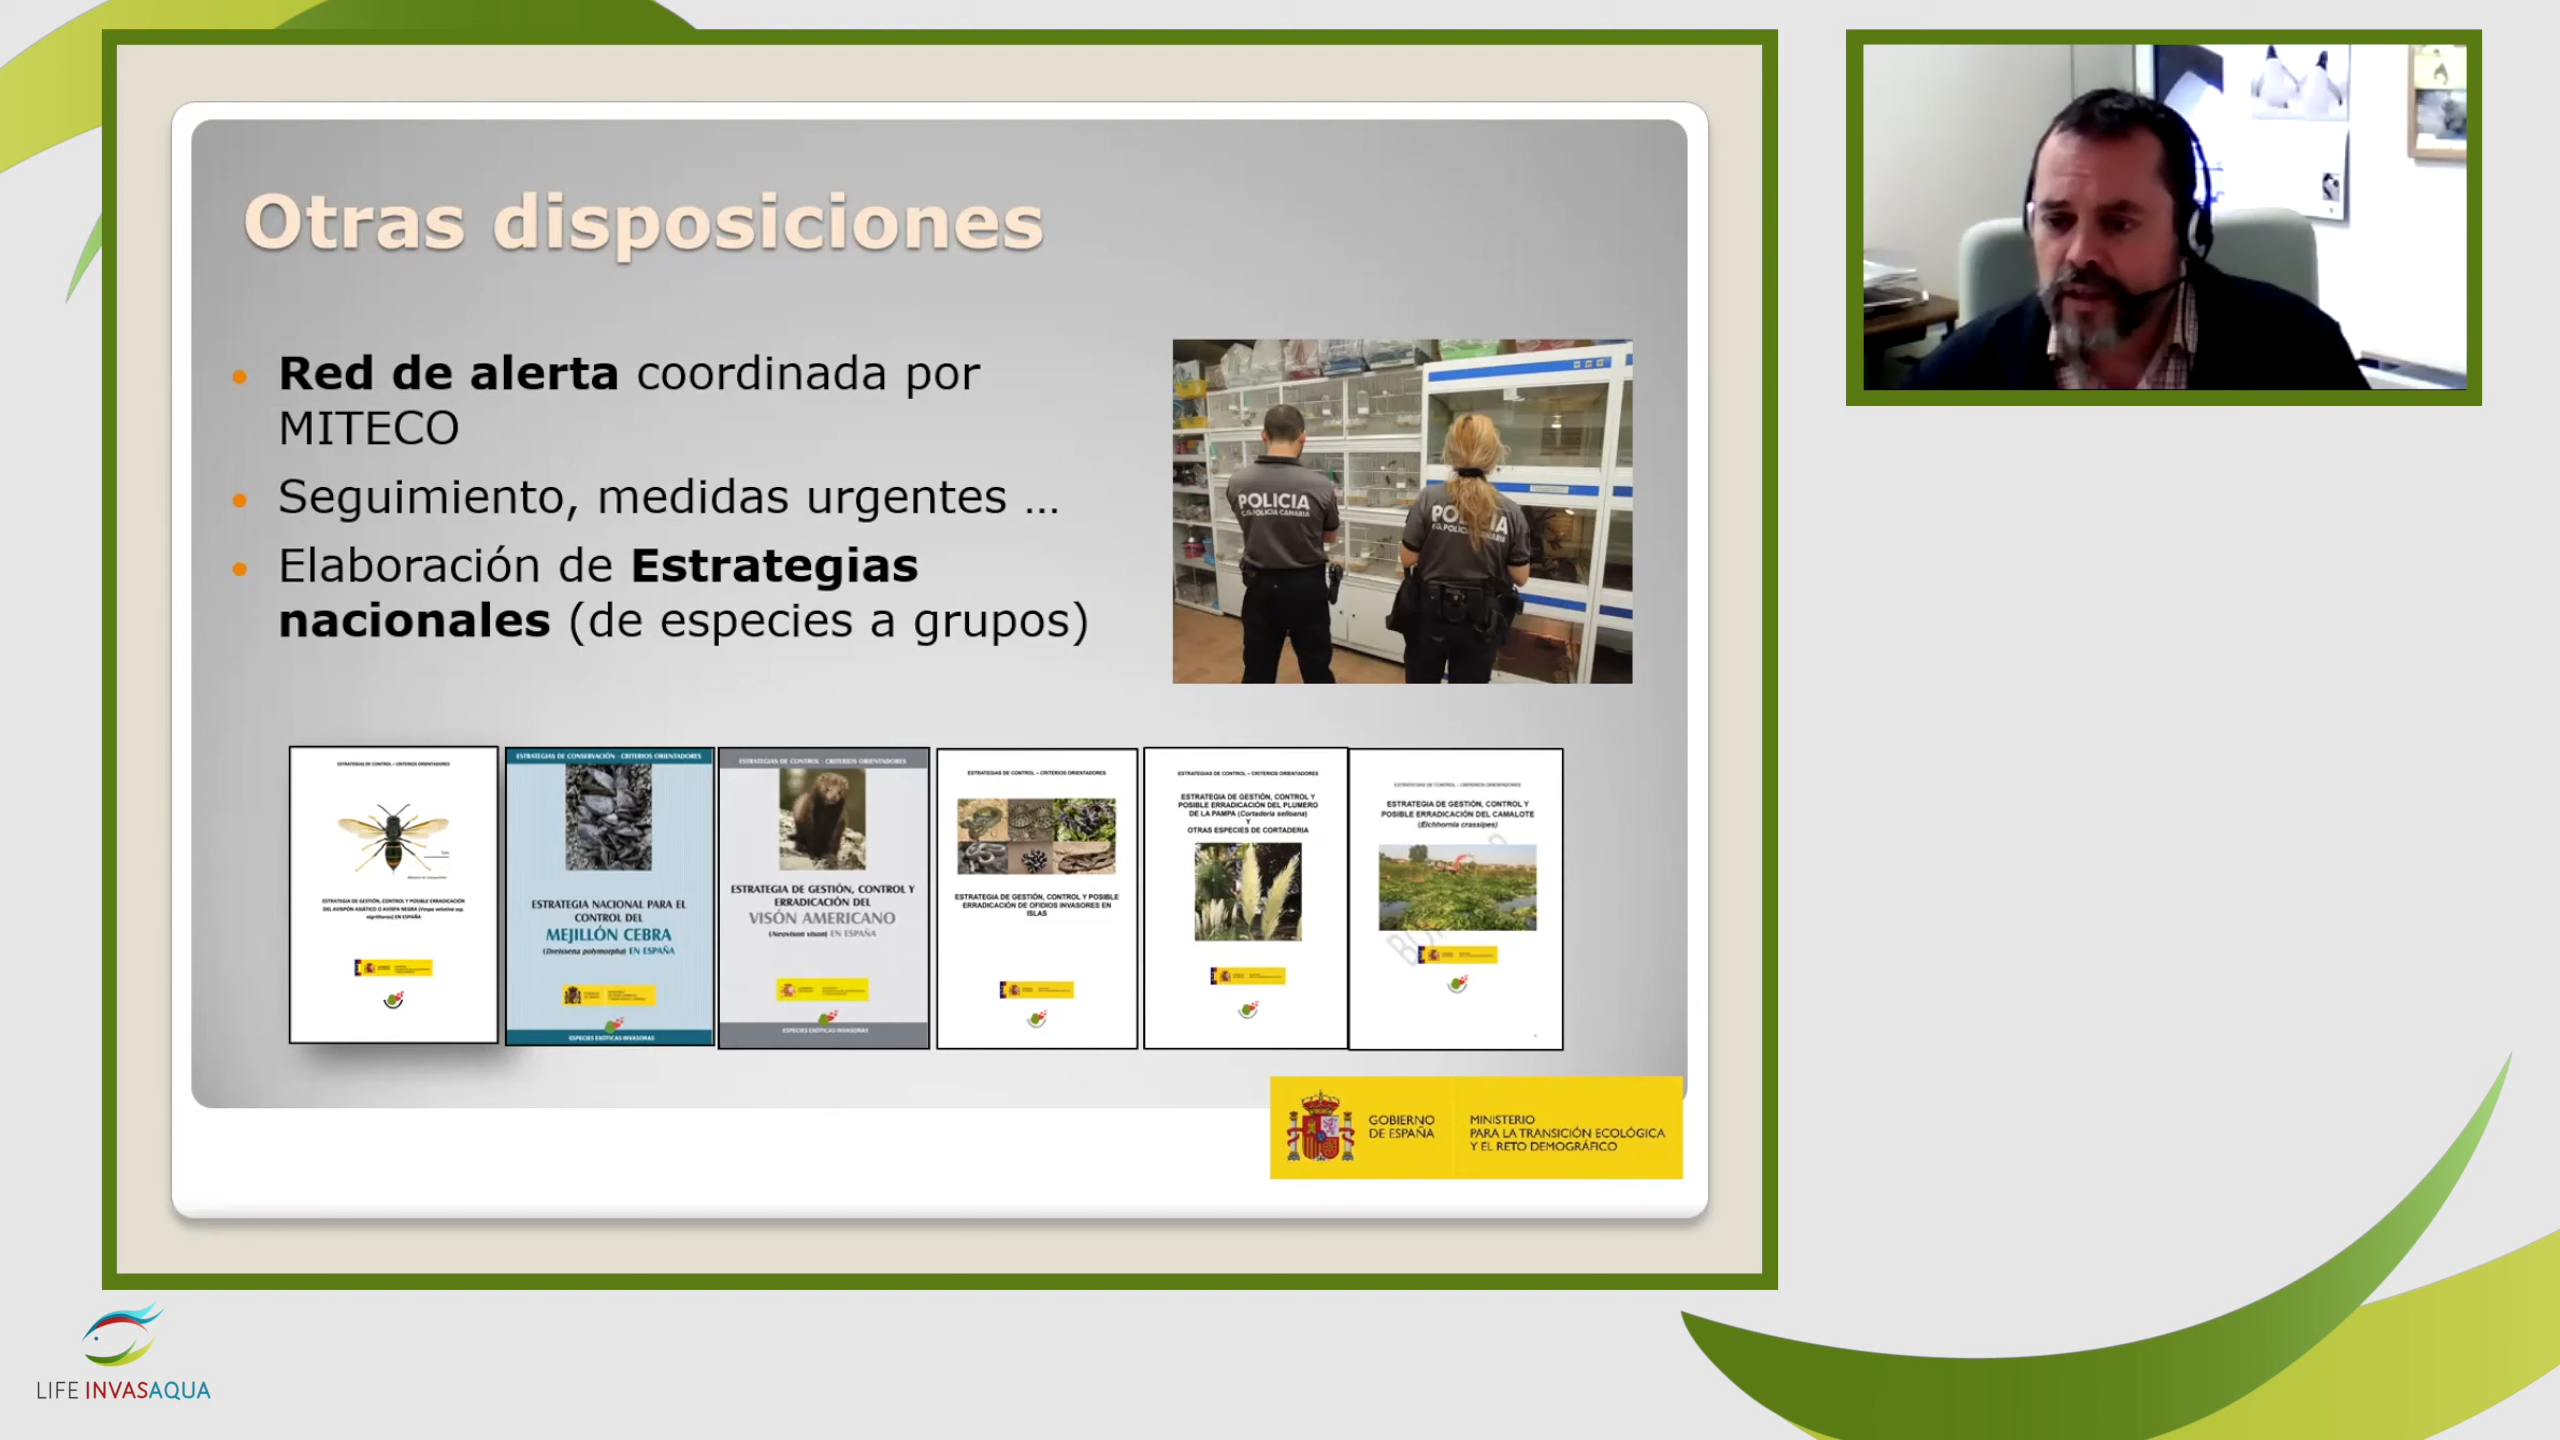 Otras disposiciones
• Red de alerta coordinada por
MITECO
• Seguimiento, medidas urgentes ...
• Elaboración de Estrategias
nacionales (de especies a grupos)
POLICIA
C.G.POLICIA CANARIA
POLICIA
C.G.POLICIA CANARIA
ESTRATEGIAS DE CONTROL – CRITERIOS ORIENTADORES
ESTRATEGIA DE GESTIÓN, CONTROL Y POSIBLE ERRADICACIÓN
DEL AVISPÓN ASIÁTICO O AVISPA NEGRA (Vespa velutina ssp.
nigrithorax) EN ESPAÑA
ESTRATEGIAS DE CONSERVACIÓN - CRITERIOS ORIENTADORES
ESTRATEGIA NACIONAL PARA EL
CONTROL DEL
MEJILLÓN CEBRA
(Dreissena polymorpha) EN ESPAÑA
ESPECIES EXÓTICAS INVASORAS
ESTRATEGIAS DE CONTROL - CRITERIOS ORIENTADORES
ESTRATEGIA DE GESTIÓN, CONTROL Y
ERRADICACIÓN DEL
VISÓN AMERICANO
(Neovison vison) EN ESPAÑA
ESPECIES EXÓTICAS INVASORAS
ESTRATEGIAS DE CONTROL – CRITERIOS ORIENTADORES
ESTRATEGIA DE GESTIÓN, CONTROL Y POSIBLE
ERRADICACIÓN DE OFIDIOS INVASORES EN
ISLAS
ESTRATEGIAS DE CONTROL – CRITERIOS ORIENTADORES
ESTRATEGIA DE GESTIÓN, CONTROL Y
POSIBLE ERRADICACIÓN DEL PLUMERO
DE LA PAMPA (Cortaderia selloana)
Y
OTRAS ESPECIES DE CORTADERIA
ESTRATEGIAS DE CONTROL – CRITERIOS ORIENTADORES
ESTRATEGIA DE GESTIÓN, CONTROL Y
POSIBLE ERRADICACIÓN DEL CAMALOTE
(Eichhornia crassipes)
GOBIERNO
DE ESPAÑA
MINISTERIO
PARA LA TRANSICIÓN ECOLÓGICA
Y EL RETO DEMOGRÁFICO
LIFE INVASAQUA